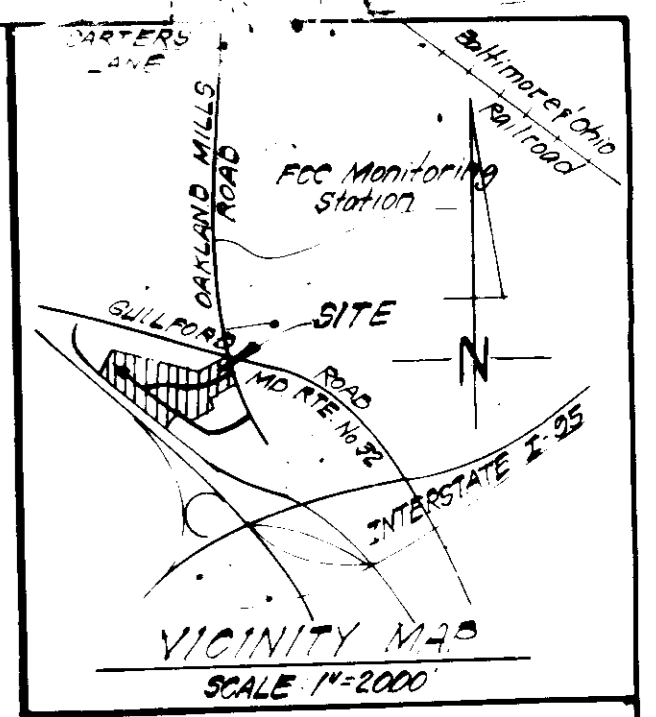 CARTERS
LANE
Baltimore & Ohio
Railroad
OAKLAND MILLS
ROAD
FCC Monitoring
Station
GUILFORD
ROAD
SITE
MD RTE. No 32
N
INTERSTATE I-95
VICINITY MAP
SCALE 1"=2000'